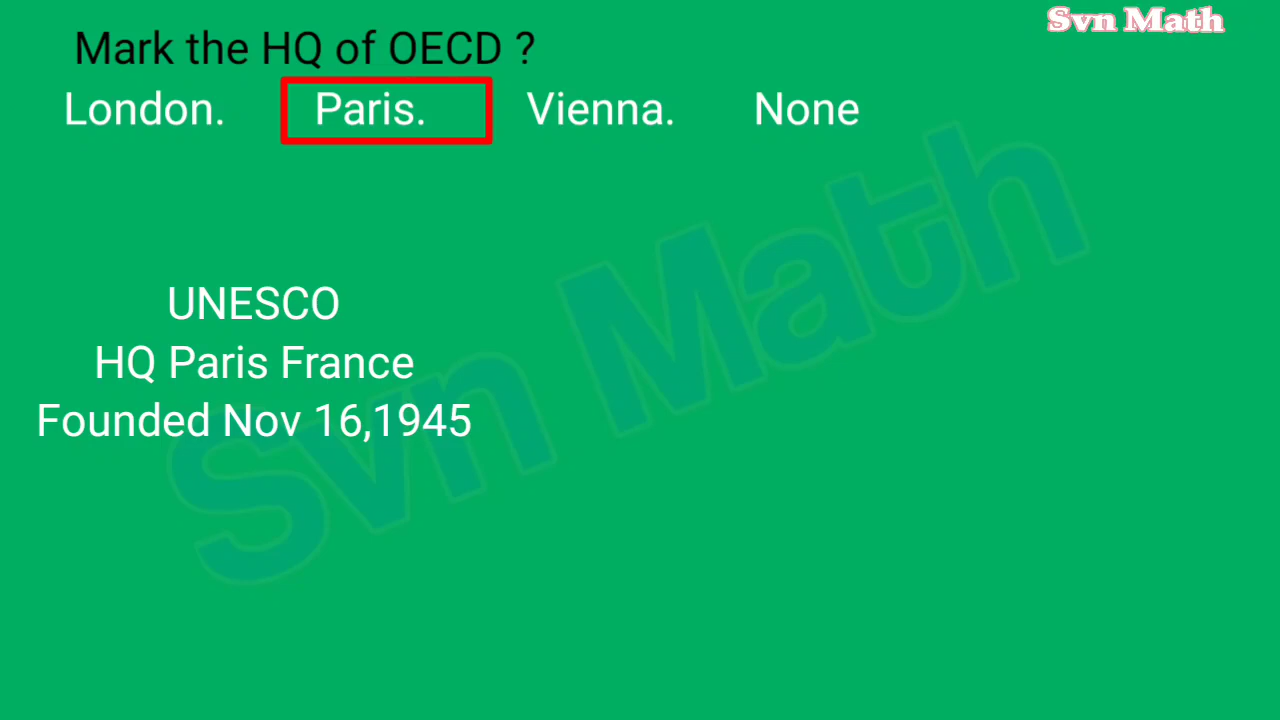 Svn Math
Mark the HQ of OECD ?
London. Paris. Vienna. None
UNESCO
HQ Paris France
Founded Nov 16,1945
Svn Math